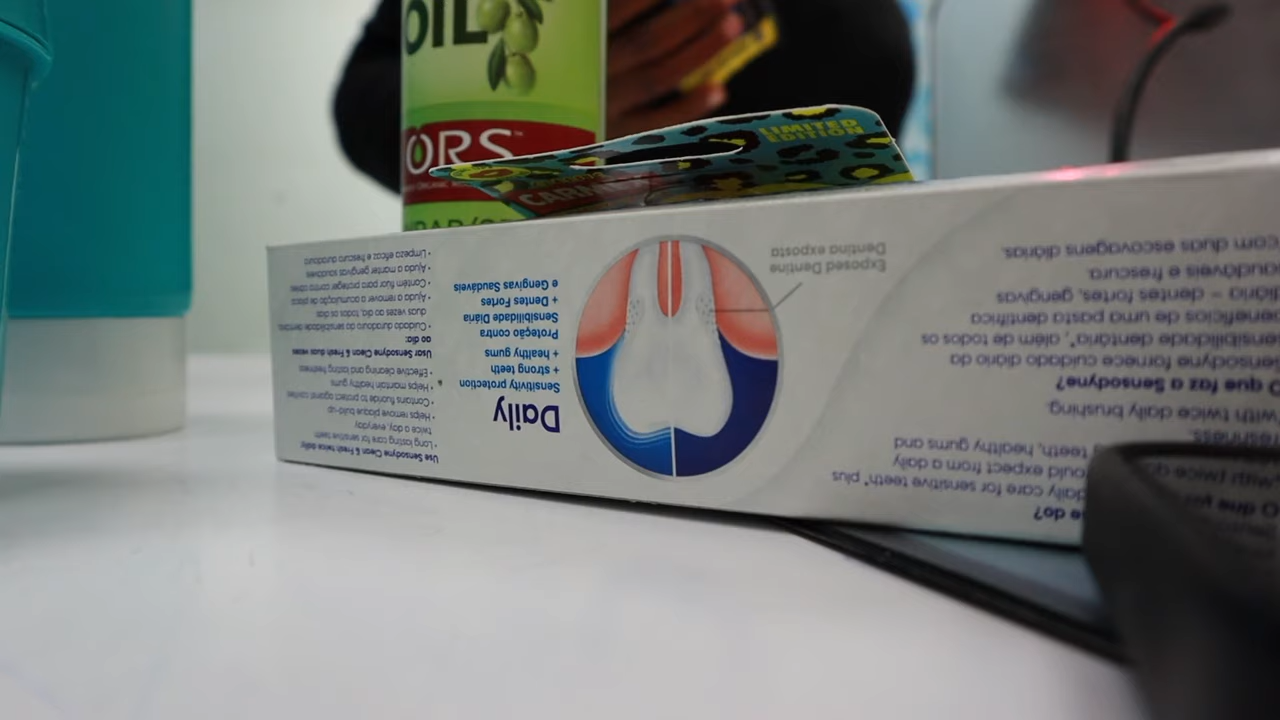 OIL
ORS™
LIMITED
EDITION
Daily
Sensitivity protection
+ strong teeth
+ healthy gums
Proteção contra
Sensibilidade Diária
+ Dentes Fortes
e Gengivas Saudáveis
Exposed Dentine
Dentina exposta
Use Sensodyne Clean & Fresh twice daily:
• Long lasting care for sensitive teeth
twice a day, everyday
• Helps remove plaque build-up
• Contains fluoride to protect against cavities
• Helps maintain healthy gums
• Effective cleaning and lasting freshness
Usar Sensodyne Clean & Fresh duas vezes
ao dia:
• Cuidado duradouro da sensibilidade dentária
duas vezes ao dia, todos os dias
• Ajuda a remover a acumulação de placa
• Contém flúor para proteger contra cáries
• Ajuda a manter gengivas saudáveis
• Limpeza eficaz e frescura duradoura
do?
daily care for sensitive teeth*, plus
would expect from a daily
teeth, healthy gums and
freshness
with twice daily brushing.
O que faz a Sensodyne?
Sensodyne fornece cuidado diário da
sensibilidade dentária*, além de todos os
benefícios de uma pasta dentífrica
diária – dentes fortes, gengivas
saudáveis e frescura
com duas escovagens diárias.